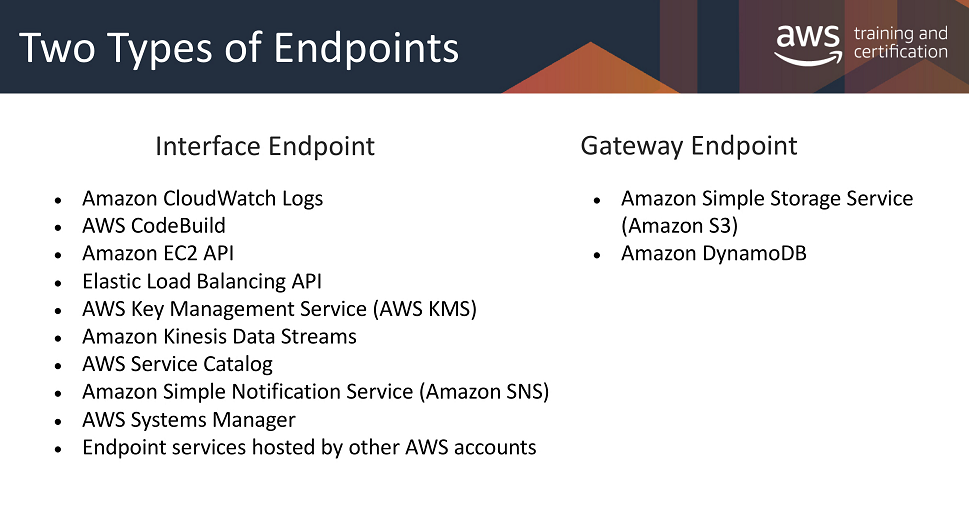 Two Types of Endpoints
aws training and
certification
Interface Endpoint
• Amazon CloudWatch Logs
• AWS CodeBuild
• Amazon EC2 API
• Elastic Load Balancing API
• AWS Key Management Service (AWS KMS)
• Amazon Kinesis Data Streams
• AWS Service Catalog
• Amazon Simple Notification Service (Amazon SNS)
• AWS Systems Manager
• Endpoint services hosted by other AWS accounts
Gateway Endpoint
• Amazon Simple Storage Service
(Amazon S3)
• Amazon DynamoDB